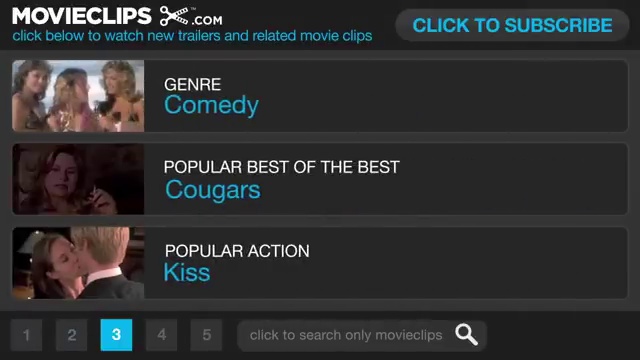 MOVIECLIPS .COM
click below to watch new trailers and related movie clips
CLICK TO SUBSCRIBE
GENRE
Comedy
POPULAR BEST OF THE BEST
Cougars
POPULAR ACTION
Kiss
1 2 3 4 5 click to search only movieclips